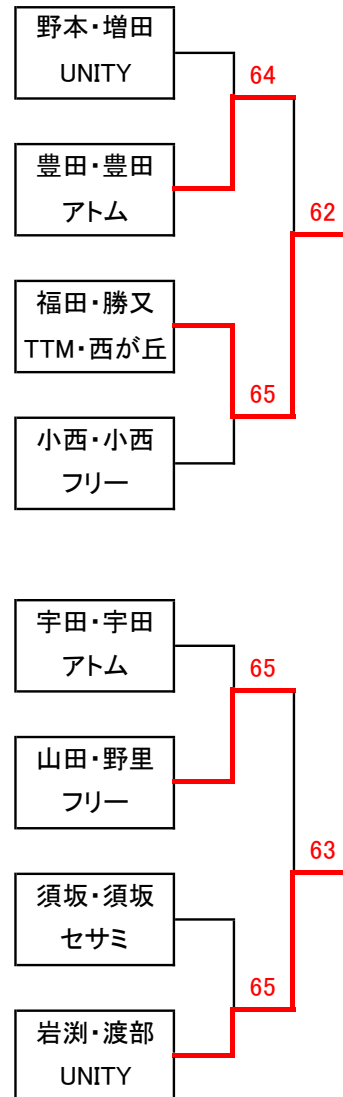 野本・増田
UNITY
64
豊田・豊田
アトム
62
福田・勝又
TTM・西が丘
65
小西・小西
フリー
宇田・宇田
アトム
65
山田・野里
フリー
63
須坂・須坂
セサミ
65
岩渕・渡部
UNITY